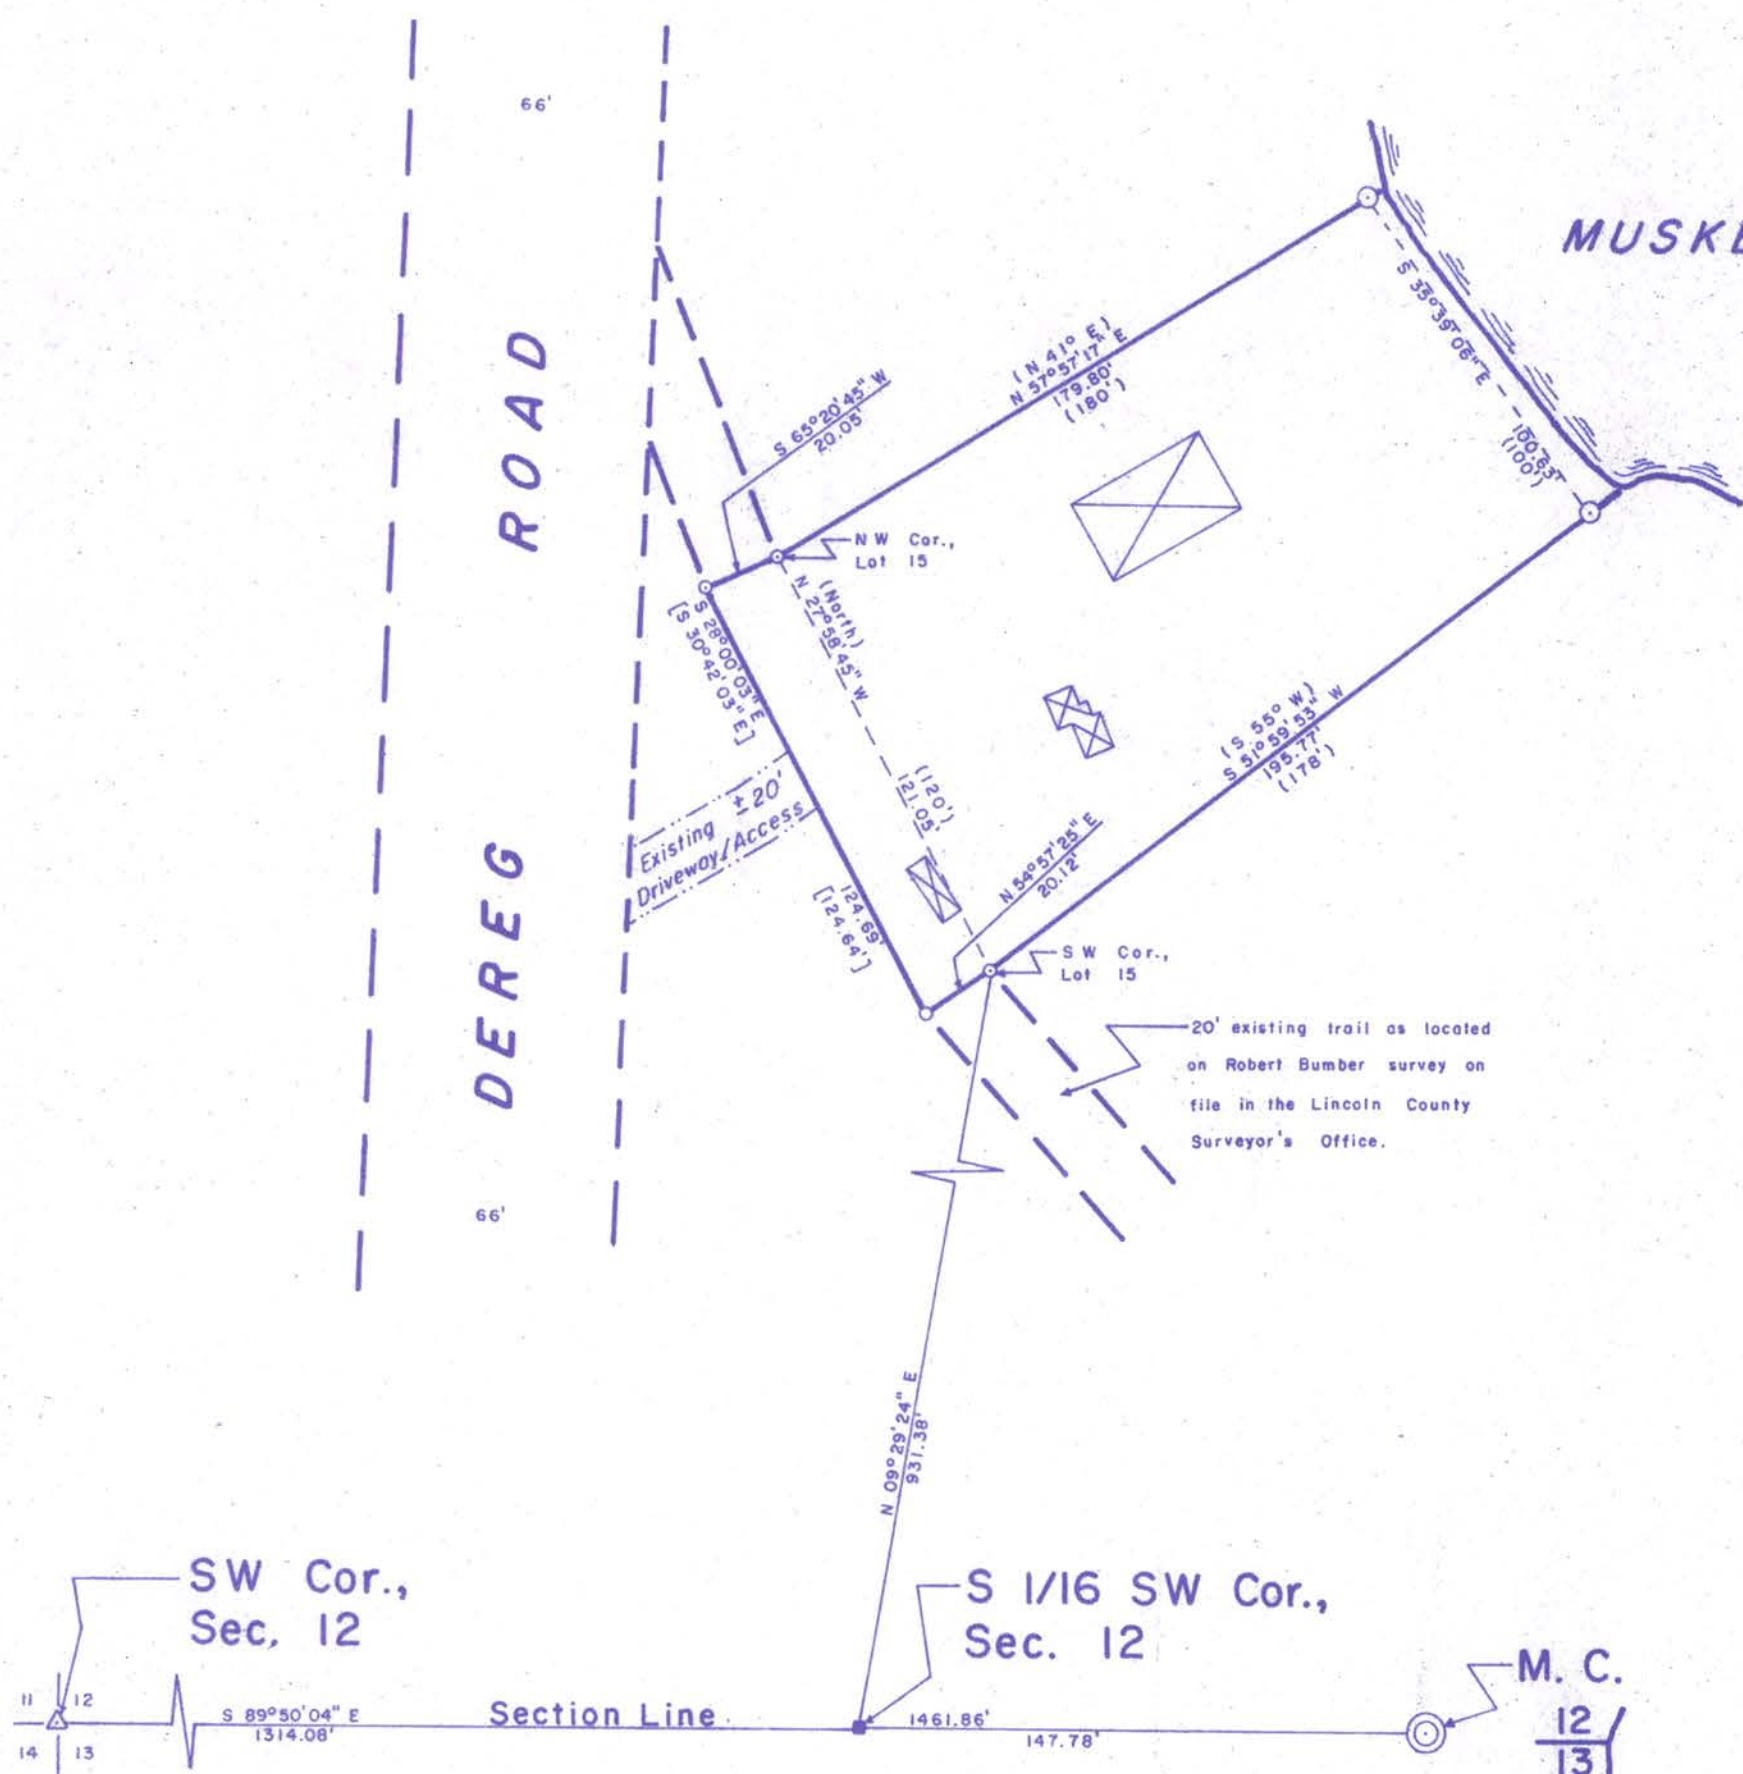 66'
MUSKE
ROAD
DEREG
66'
S 65°20'45" W
20.05'
(N 41° E)
N 57°57'17" E
179.80'
(180')
S 35°39'06" E
100.63'
(100')
NW Cor.,
Lot 15
(North)
N 27°58'45" W
(120')
121.05'
S 28°00'03" E
[S 30°42'03" E]
124.69'
[124.64']
Existing ±20'
Driveway/Access
(S 55° W)
S 51°59'53" W
195.77'
(178')
N 54°57'25" E
20.12'
SW Cor.,
Lot 15
20' existing trail as located
on Robert Bumber survey on
file in the Lincoln County
Surveyor's Office.
N 09°29'24" E
931.38'
SW Cor.,
Sec. 12
S 1/16 SW Cor.,
Sec. 12
M. C.
12
13
11 12
14 13
S 89°50'04" E
1314.08'
Section Line
1461.86'
147.78'